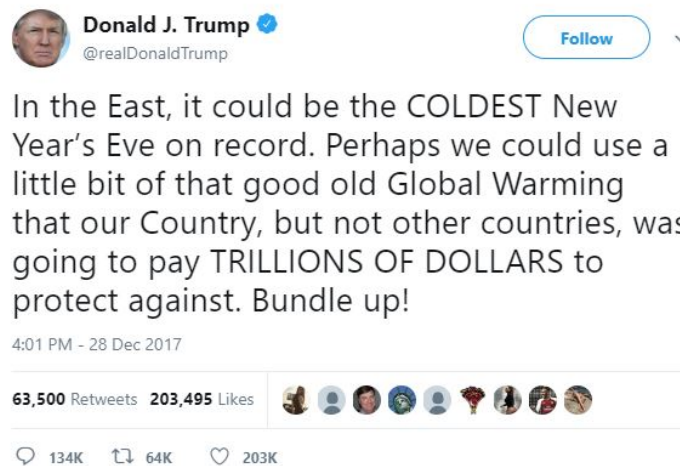 Donald J. Trump
@realDonaldTrump
Follow
In the East, it could be the COLDEST New
Year's Eve on record. Perhaps we could use a
little bit of that good old Global Warming
that our Country, but not other countries, was
going to pay TRILLIONS OF DOLLARS to
protect against. Bundle up!
4:01 PM - 28 Dec 2017
63,500 Retweets 203,495 Likes
134K 64K 203K